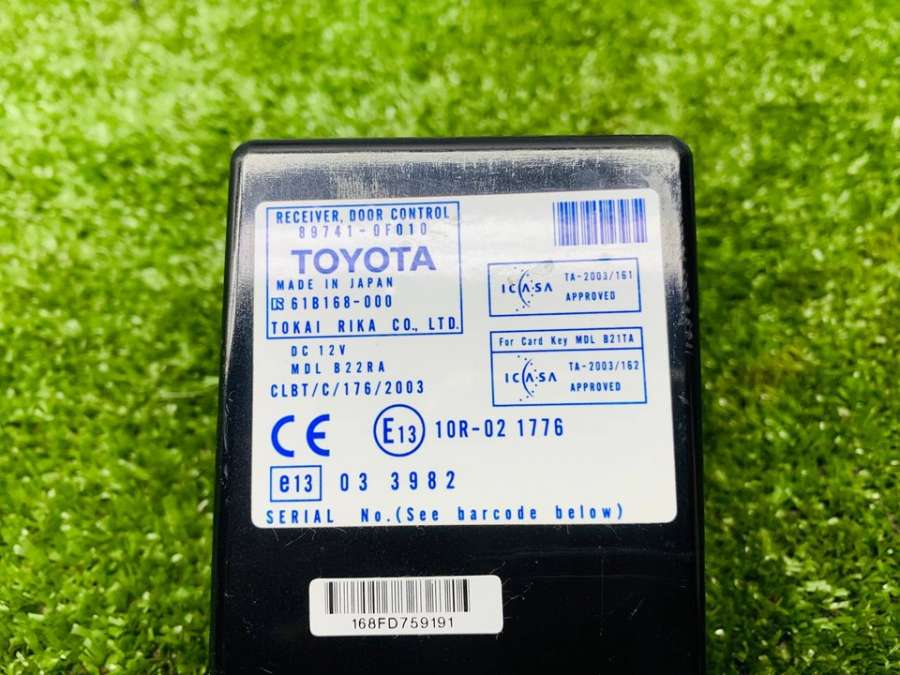 RECEIVER, DOOR CONTROL
89741-0F010
TOYOTA
MADE IN JAPAN
61B168-000
TOKAI RIKA CO., LTD.
DC 12V
MDL B22RA
CLBT/C/176/2003
CE
E13 10R-02 1776
e13 03 3982
SERIAL No.(See barcode below)
ICASA
TA-2003/161
APPROVED
For Card Key MDL B21TA
ICASA
TA-2003/162
APPROVED
168FD759191